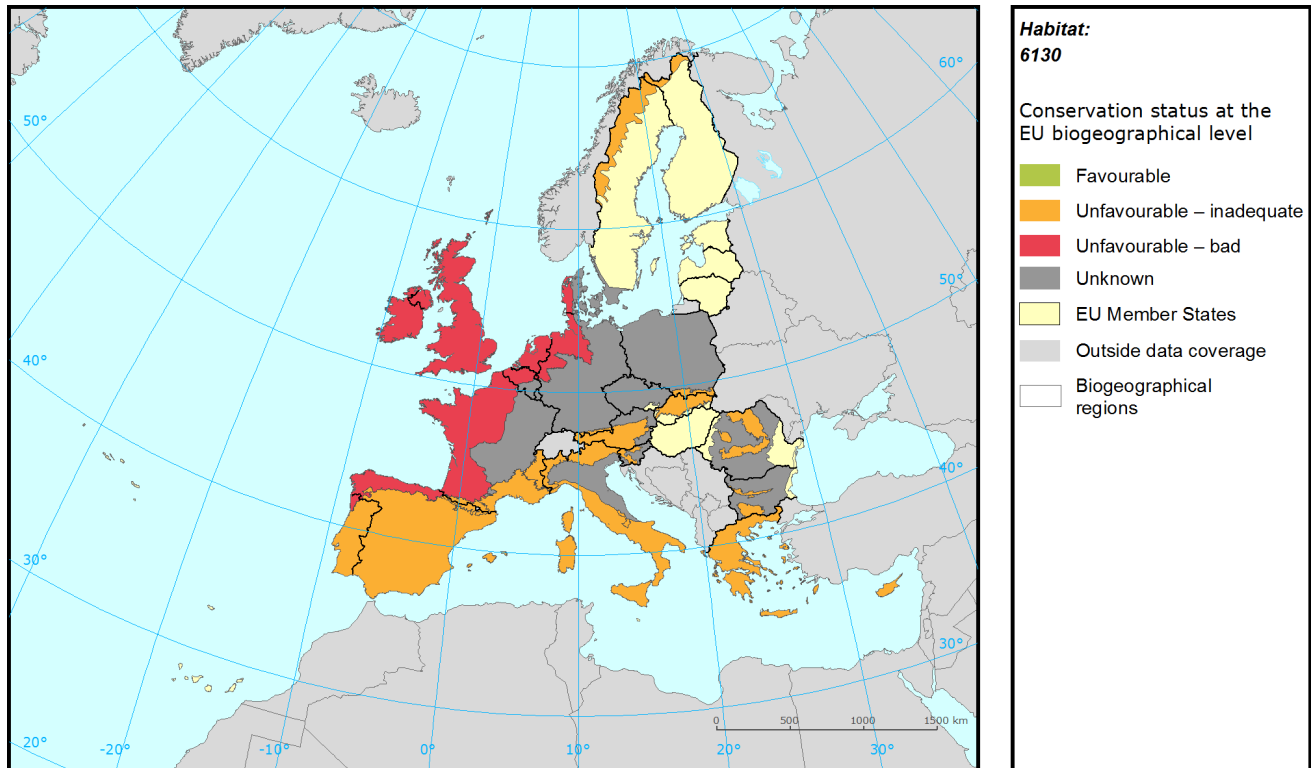 Habitat:
6130
Conservation status at the
EU biogeographical level
Favourable
Unfavourable – inadequate
Unfavourable – bad
Unknown
EU Member States
Outside data coverage
Biogeographical
regions
60°
50°
50°
40°
40°
30°
30°
0 500 1000 1500 km
20° -20° -10° 0° 10° 20° 30°